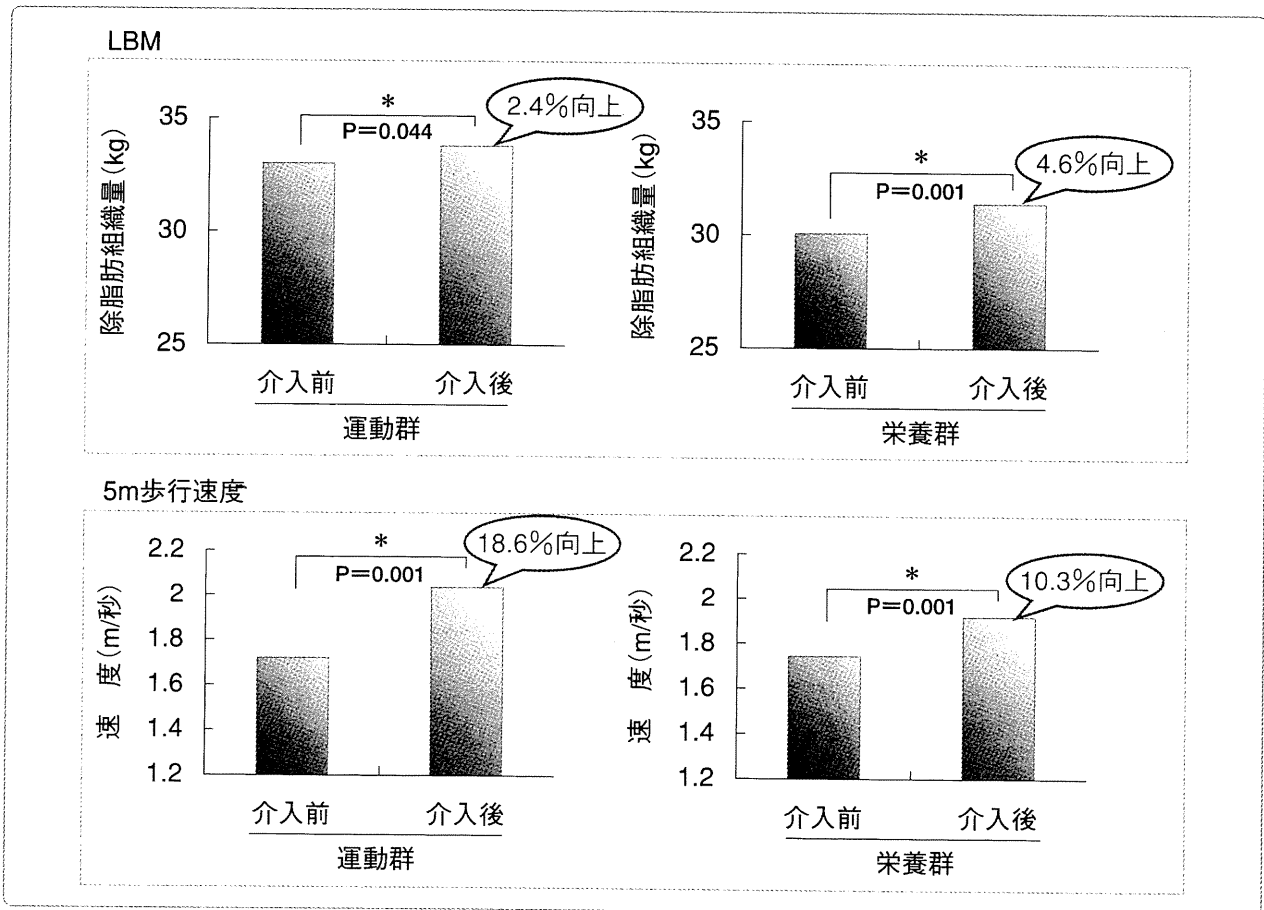 LBM
除脂肪組織量(kg)
35
30
25
*
P=0.044
2.4%向上
介入前
介入後
運動群
除脂肪組織量(kg)
35
30
25
*
P=0.001
4.6%向上
介入前
介入後
栄養群
5m歩行速度
速 度(m/秒)
2.2
2
1.8
1.6
1.4
1.2
*
P=0.001
18.6%向上
介入前
介入後
運動群
速 度(m/秒)
2.2
2
1.8
1.6
1.4
1.2
*
P=0.001
10.3%向上
介入前
介入後
栄養群